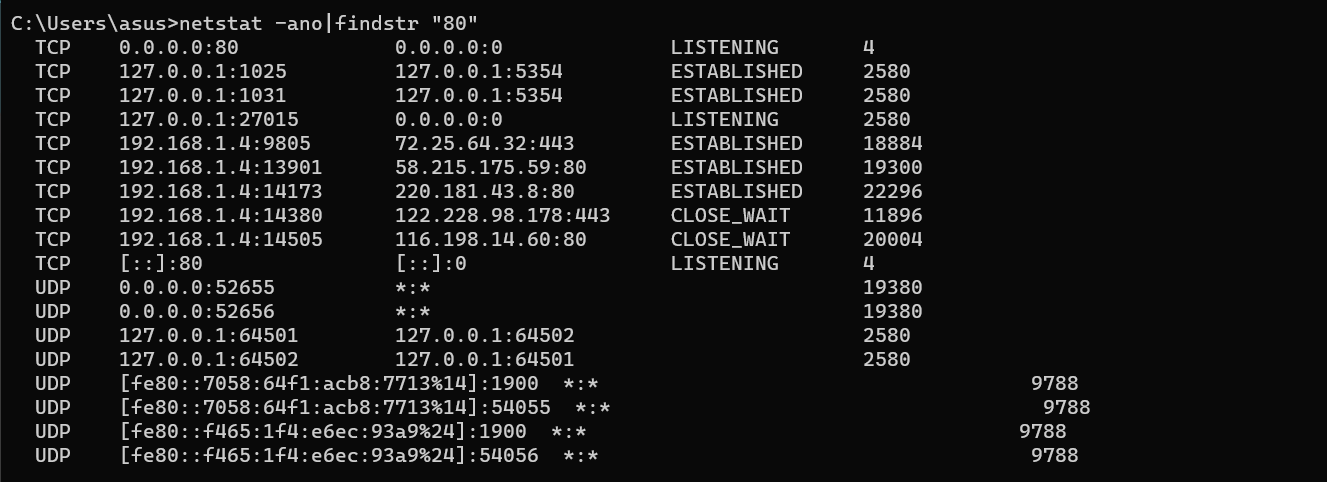 C:\Users\asus>netstat -ano|findstr "80"
  TCP    0.0.0.0:80             0.0.0.0:0              LISTENING       4
  TCP    127.0.0.1:1025         127.0.0.1:5354         ESTABLISHED     2580
  TCP    127.0.0.1:1031         127.0.0.1:5354         ESTABLISHED     2580
  TCP    127.0.0.1:27015        0.0.0.0:0              LISTENING       2580
  TCP    192.168.1.4:9805       72.25.64.32:443        ESTABLISHED     18884
  TCP    192.168.1.4:13901      58.215.175.59:80       ESTABLISHED     19300
  TCP    192.168.1.4:14173      220.181.43.8:80        ESTABLISHED     22296
  TCP    192.168.1.4:14380      122.228.98.178:443     CLOSE_WAIT      11896
  TCP    192.168.1.4:14505      116.198.14.60:80       CLOSE_WAIT      20004
  TCP    [::]:80                [::]:0                 LISTENING       4
  UDP    0.0.0.0:52655          *:*                                    19380
  UDP    0.0.0.0:52656          *:*                                    19380
  UDP    127.0.0.1:64501        127.0.0.1:64502                        2580
  UDP    127.0.0.1:64502        127.0.0.1:64501                        2580
  UDP    [fe80::7058:64f1:acb8:7713%14]:1900  *:*                                    9788
  UDP    [fe80::7058:64f1:acb8:7713%14]:54055  *:*                                    9788
  UDP    [fe80::f465:1f4:e6ec:93a9%24]:1900  *:*                                    9788
  UDP    [fe80::f465:1f4:e6ec:93a9%24]:54056  *:*                                    9788